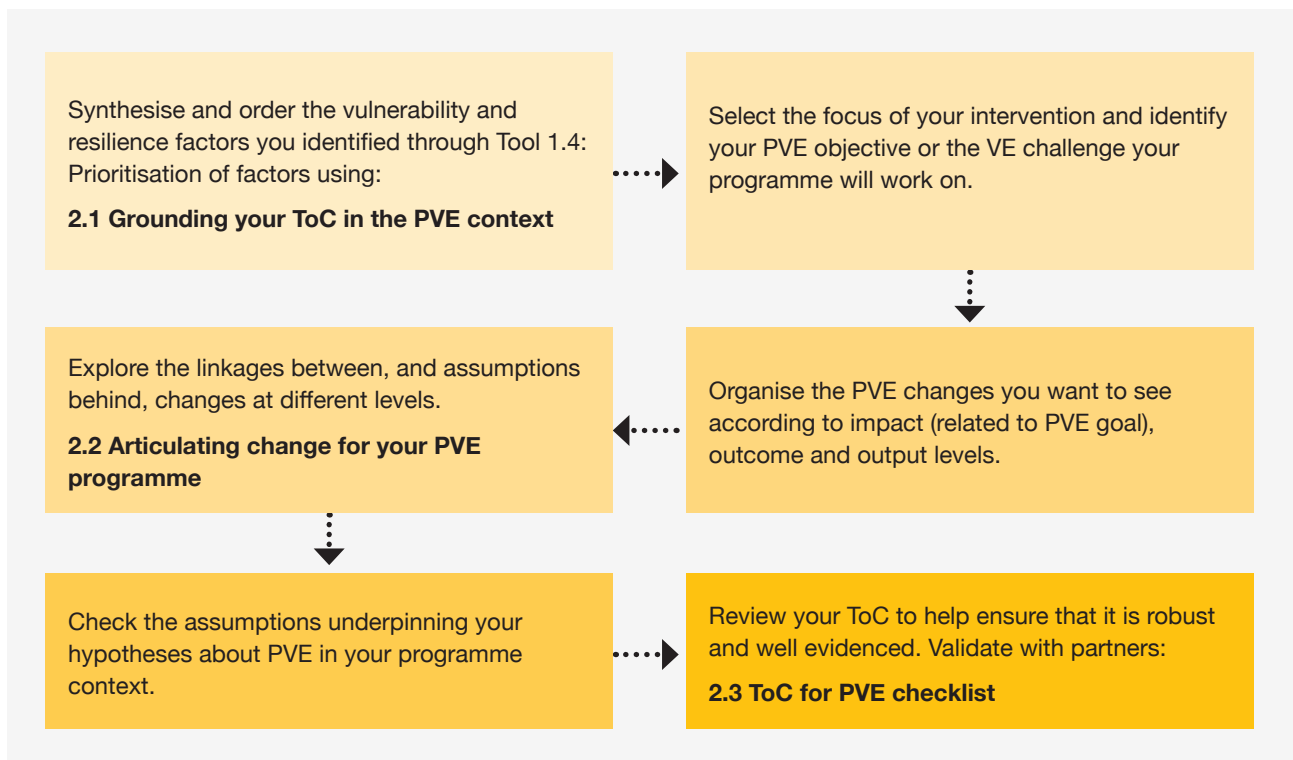 Synthesise and order the vulnerability and
resilience factors you identified through Tool 1.4:
Prioritisation of factors using:
2.1 Grounding your ToC in the PVE context
Select the focus of your intervention and identify
your PVE objective or the VE challenge your
programme will work on.
Organise the PVE changes you want to see
according to impact (related to PVE goal),
outcome and output levels.
Explore the linkages between, and assumptions
behind, changes at different levels.
2.2 Articulating change for your PVE
programme
Check the assumptions underpinning your
hypotheses about PVE in your programme
context.
Review your ToC to help ensure that it is robust
and well evidenced. Validate with partners:
2.3 ToC for PVE checklist